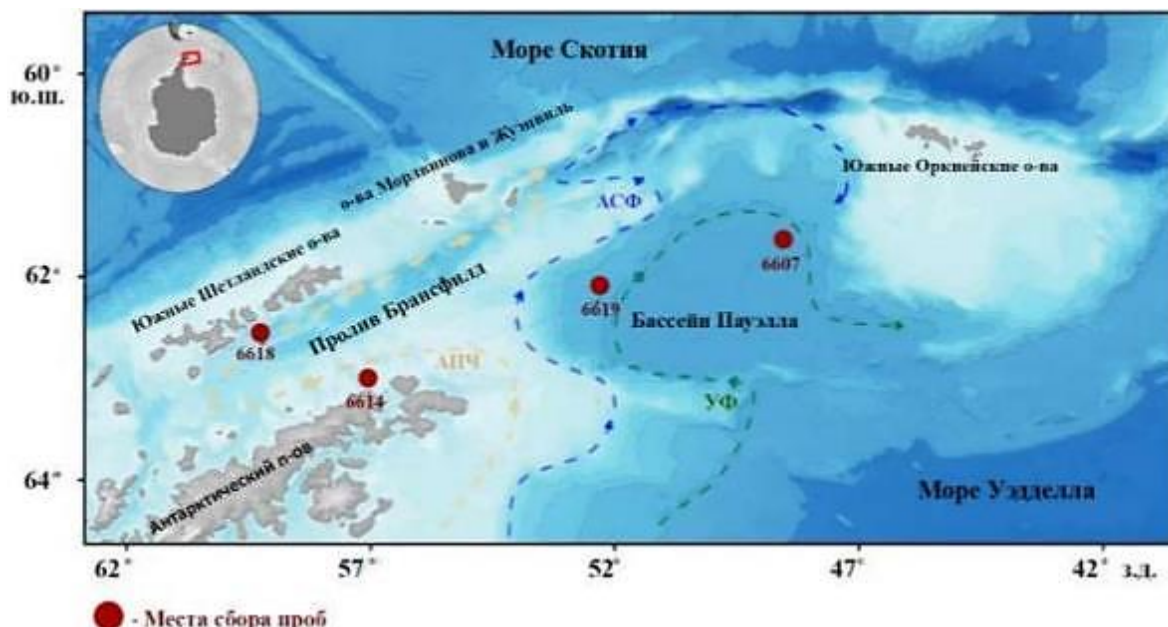 Море Скотия
60°
ю.ш.
о-ва Мордвинова и Жуэнвиль
Южные Оркнейские о-ва
АСФ
Южные Шетландские о-ва
62°
6607
6619
Пролив Брансфилд
Бассейн Пауэлла
6618
АПЧ
6614
УФ
64°
Антарктический п-ов
Море Уэдделла
62° 57° 52° 47° 42° з.д.
- Места сбора проб